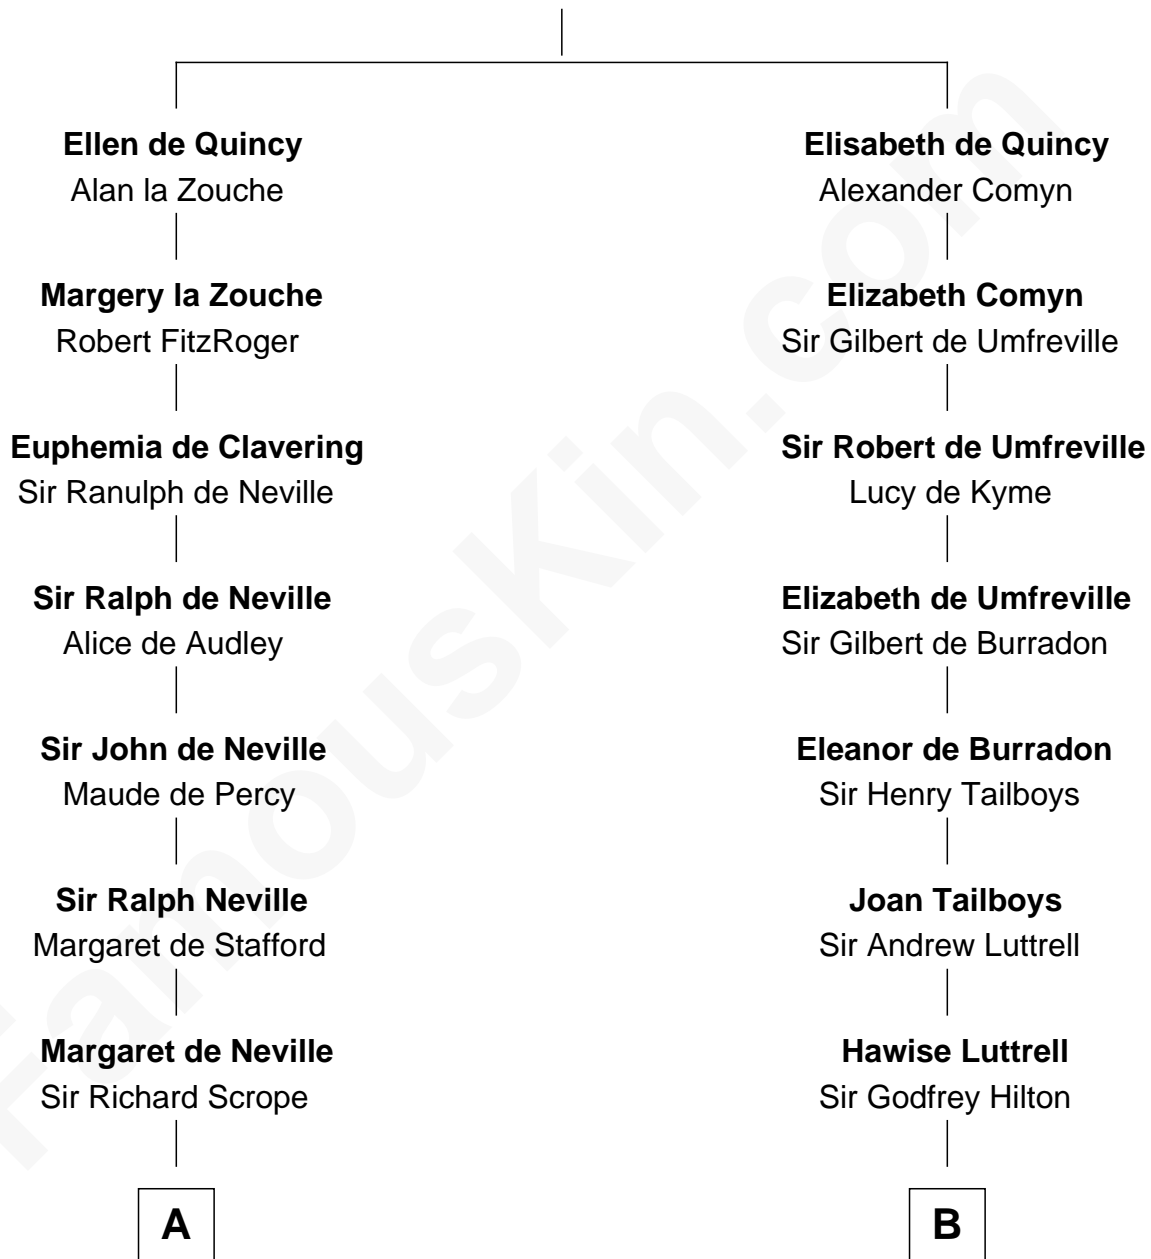 Ellen de Quincy
Alan la Zouche
Elisabeth de Quincy
Alexander Comyn
Margery la Zouche
Robert FitzRoger
Elizabeth Comyn
Sir Gilbert de Umfreville
Euphemia de Clavering
Sir Ranulph de Neville
Sir Robert de Umfreville
Lucy de Kyme
Sir Ralph de Neville
Alice de Audley
Elizabeth de Umfreville
Sir Gilbert de Burradon
Sir John de Neville
Maude de Percy
Eleanor de Burradon
Sir Henry Tailboys
Sir Ralph Neville
Margaret de Stafford
Joan Tailboys
Sir Andrew Luttrell
Margaret de Neville
Sir Richard Scrope
Hawise Luttrell
Sir Godfrey Hilton
A
B
FamousKin.com